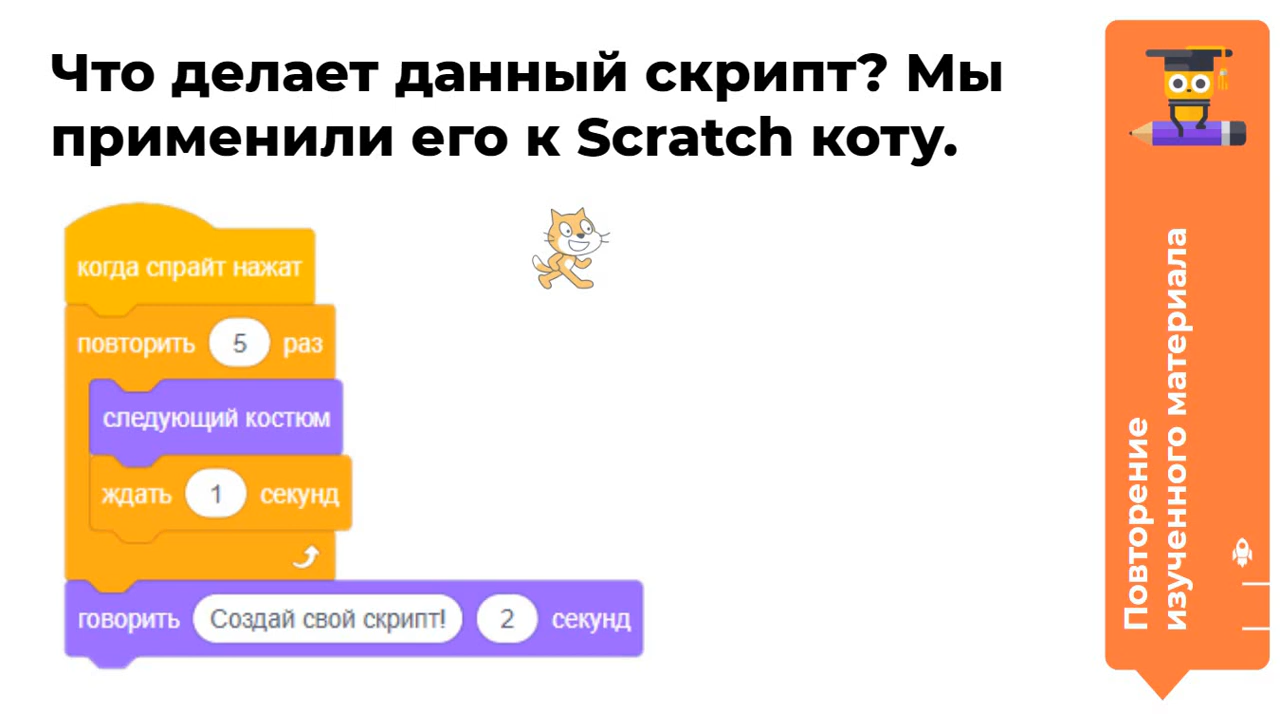 Что делает данный скрипт? Мы
применили его к Scratch коту.
когда спрайт нажат
повторить 5 раз
следующий костюм
ждать 1 секунд
говорить Создай свой скрипт! 2 секунд
Повторение
изученного материала